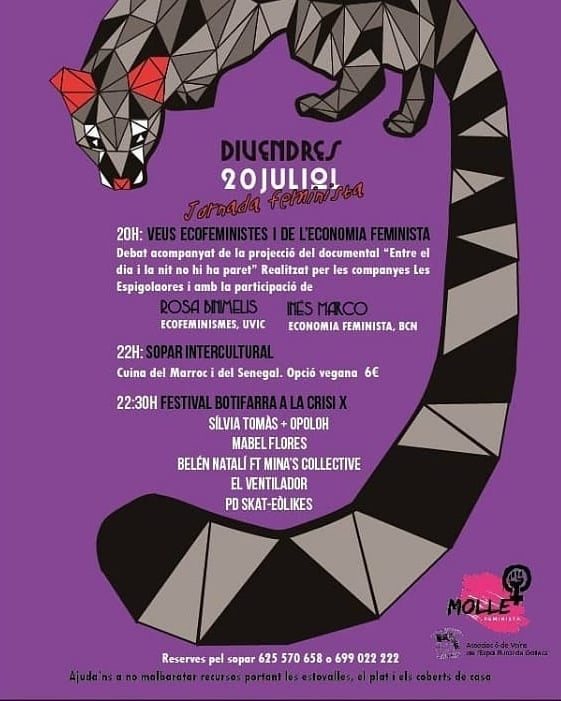 DIVENDRES
20 JULIOL
Jornada feminista
20H: VEUS ECOFEMINISTES I DE L'ECONOMIA FEMINISTA
Debat acompanyat de la projecció del documental "Entre el
dia i la nit no hi ha paret" Realitzat per les companyes Les
Espigolaores i amb la participació de
ROSA BINIMELIS
ECOFEMINISMES, UVIC
INÉS MARCO
ECONOMIA FEMINISTA, BCN
22H: SOPAR INTERCULTURAL
Cuina del Marroc i del Senegal. Opció vegana 6€
22:30H FESTIVAL BOTIFARRA A LA CRISI X
SÍLVIA TOMÀS + OPOLOH
MABEL FLORES
BELÉN NATALÍ FT MINA'S COLLECTIVE
EL VENTILADOR
PD SKAT-EÒLIKES
MOLLET
FEMINISTA
Reserves pel sopar 625 570 658 o 699 022 222
Ajuda'ns a no malbaratar recursos portant les estovalles, el plat i els coberts de casa